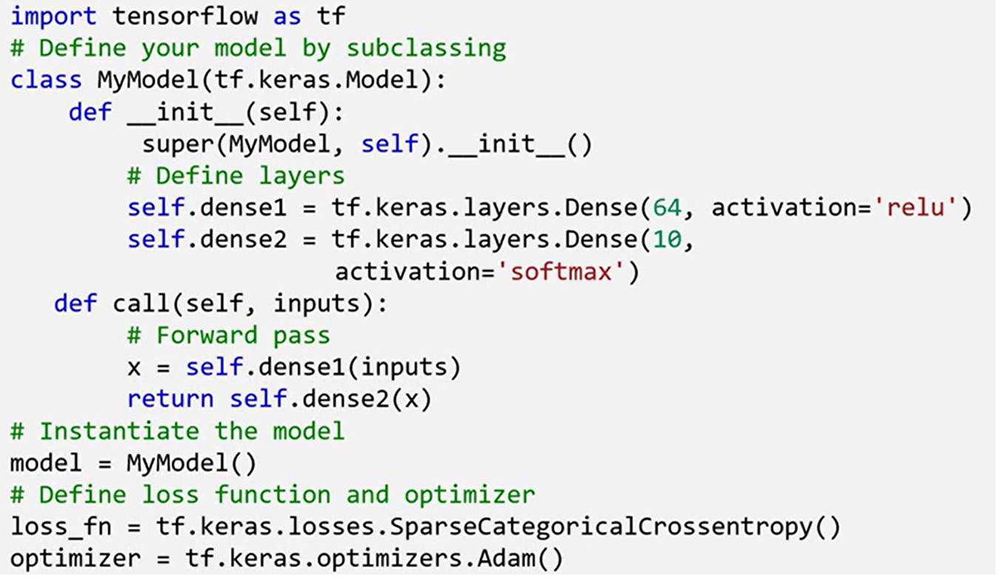 import tensorflow as tf
# Define your model by subclassing
class MyModel(tf.keras.Model):
    def __init__(self):
         super(MyModel, self).__init__()
        # Define layers
        self.dense1 = tf.keras.layers.Dense(64, activation='relu')
        self.dense2 = tf.keras.layers.Dense(10,
                      activation='softmax')
   def call(self, inputs):
        # Forward pass
        x = self.dense1(inputs)
        return self.dense2(x)
# Instantiate the model
model = MyModel()
# Define loss function and optimizer
loss_fn = tf.keras.losses.SparseCategoricalCrossentropy()
optimizer = tf.keras.optimizers.Adam()